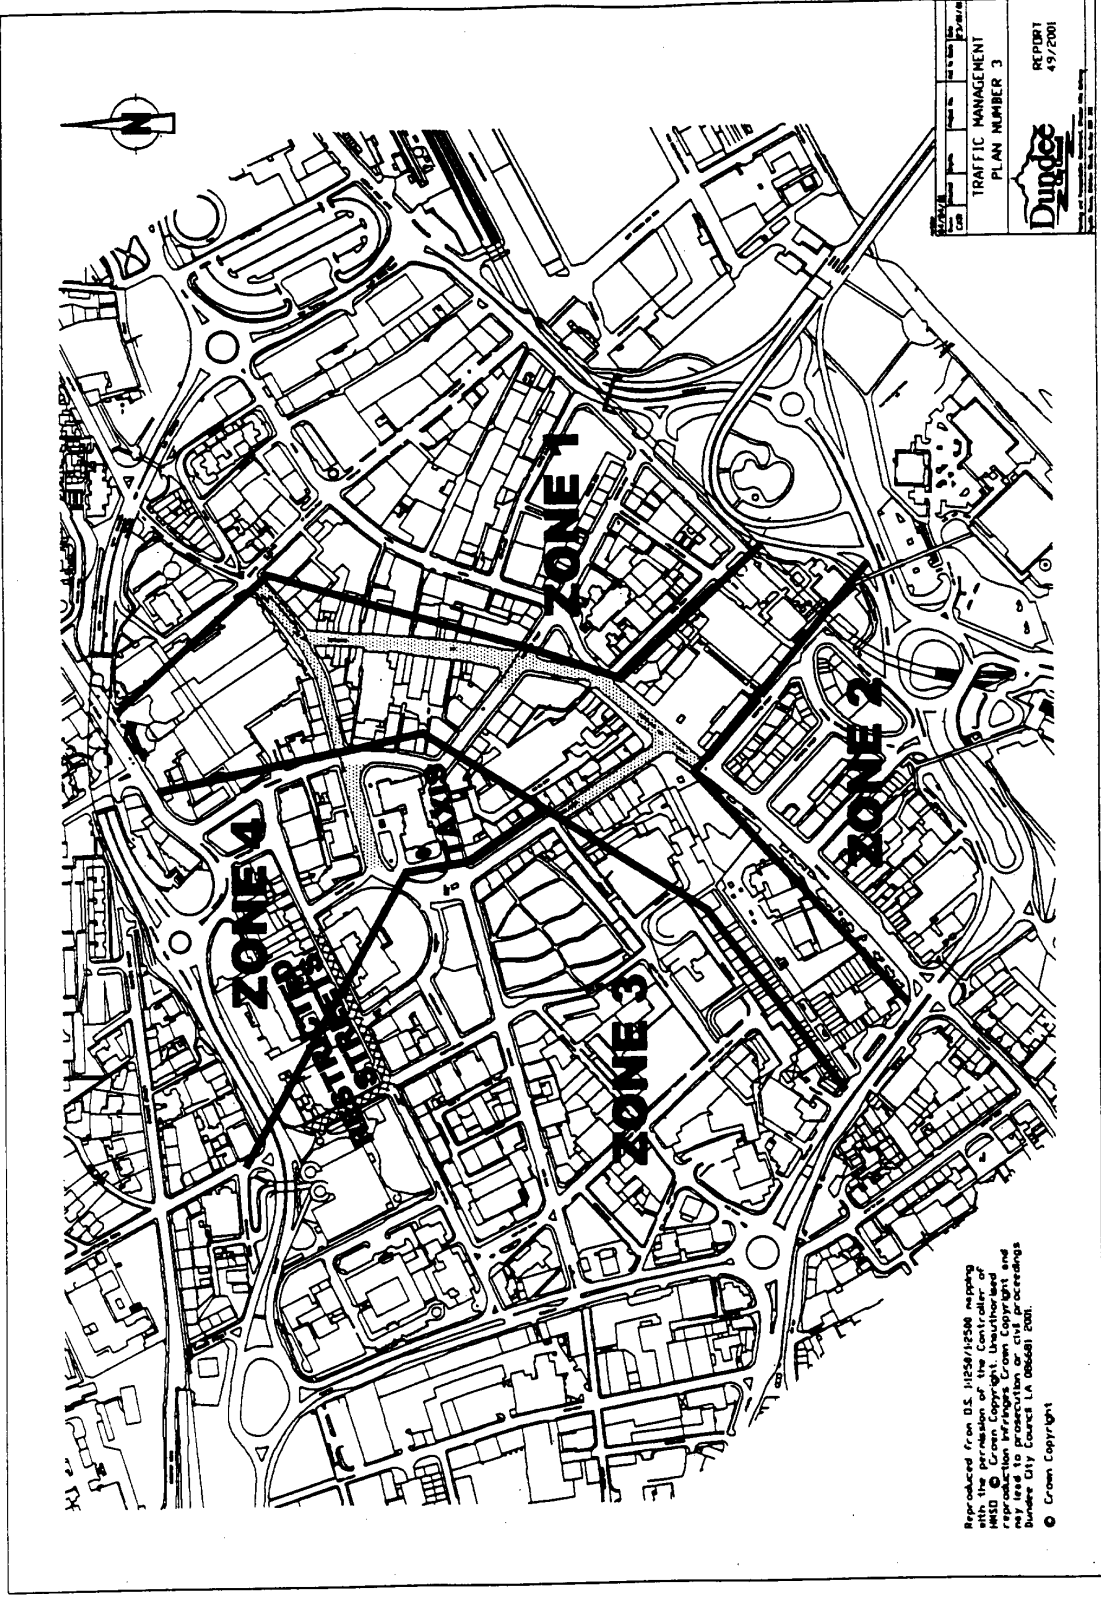 N
TRAFFIC MANAGEMENT
PLAN NUMBER 3
Dundee
City Council
REPORT
49/2001
ZONE 1
ZONE 2
ZONE 3
ZONE 4
TAXIS
RESTRICTED
STREETS
Reproduced from O.S. 1:1250/1:2500 mapping
with the permission of the Controller of
HMSO © Crown Copyright. Unauthorised
reproduction infringes Crown Copyright and
may lead to prosecution or civil proceedings
Dundee City Council LA 086681 2001.
© Crown Copyright